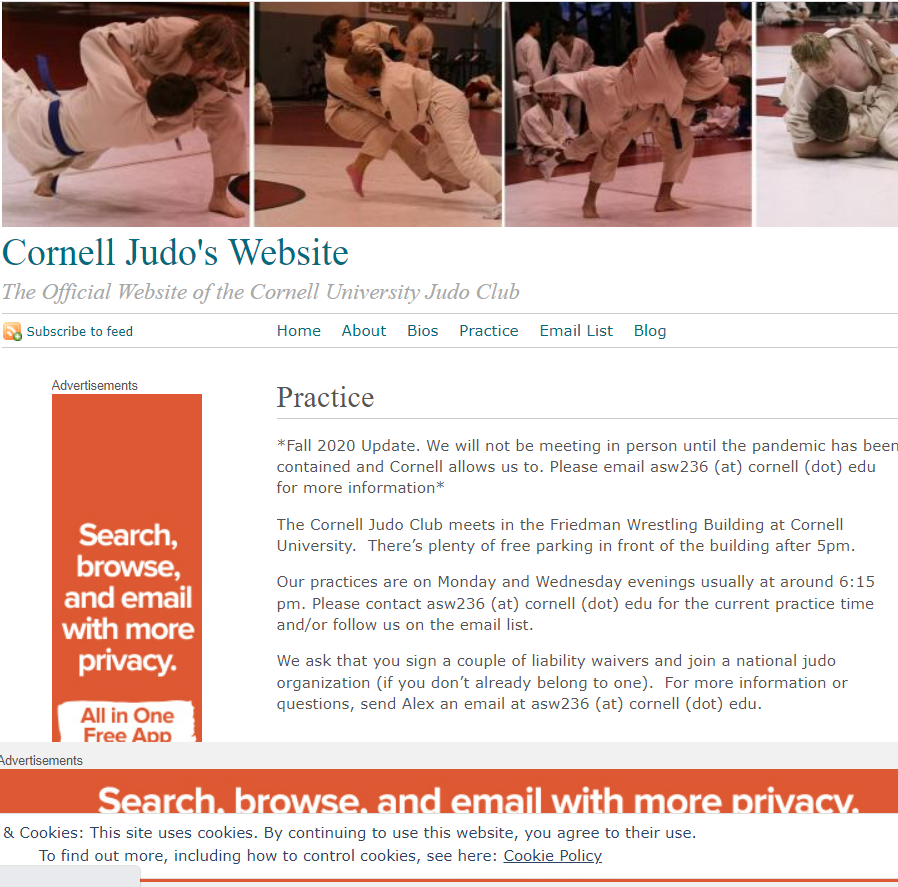 Cornell Judo's Website
The Official Website of the Cornell University Judo Club
Subscribe to feed
Home About Bios Practice Email List Blog
Advertisements
Search,
browse,
and email
with more
privacy.
All in One
Free App
Practice
*Fall 2020 Update. We will not be meeting in person until the pandemic has been
contained and Cornell allows us to. Please email asw236 (at) cornell (dot) edu
for more information*
The Cornell Judo Club meets in the Friedman Wrestling Building at Cornell
University.  There’s plenty of free parking in front of the building after 5pm.
Our practices are on Monday and Wednesday evenings usually at around 6:15
pm. Please contact asw236 (at) cornell (dot) edu for the current practice time
and/or follow us on the email list.
We ask that you sign a couple of liability waivers and join a national judo
organization (if you don’t already belong to one).  For more information or
questions, send Alex an email at asw236 (at) cornell (dot) edu.
Advertisements
Search, browse, and email with more privacy.
& Cookies: This site uses cookies. By continuing to use this website, you agree to their use.
To find out more, including how to control cookies, see here: Cookie Policy